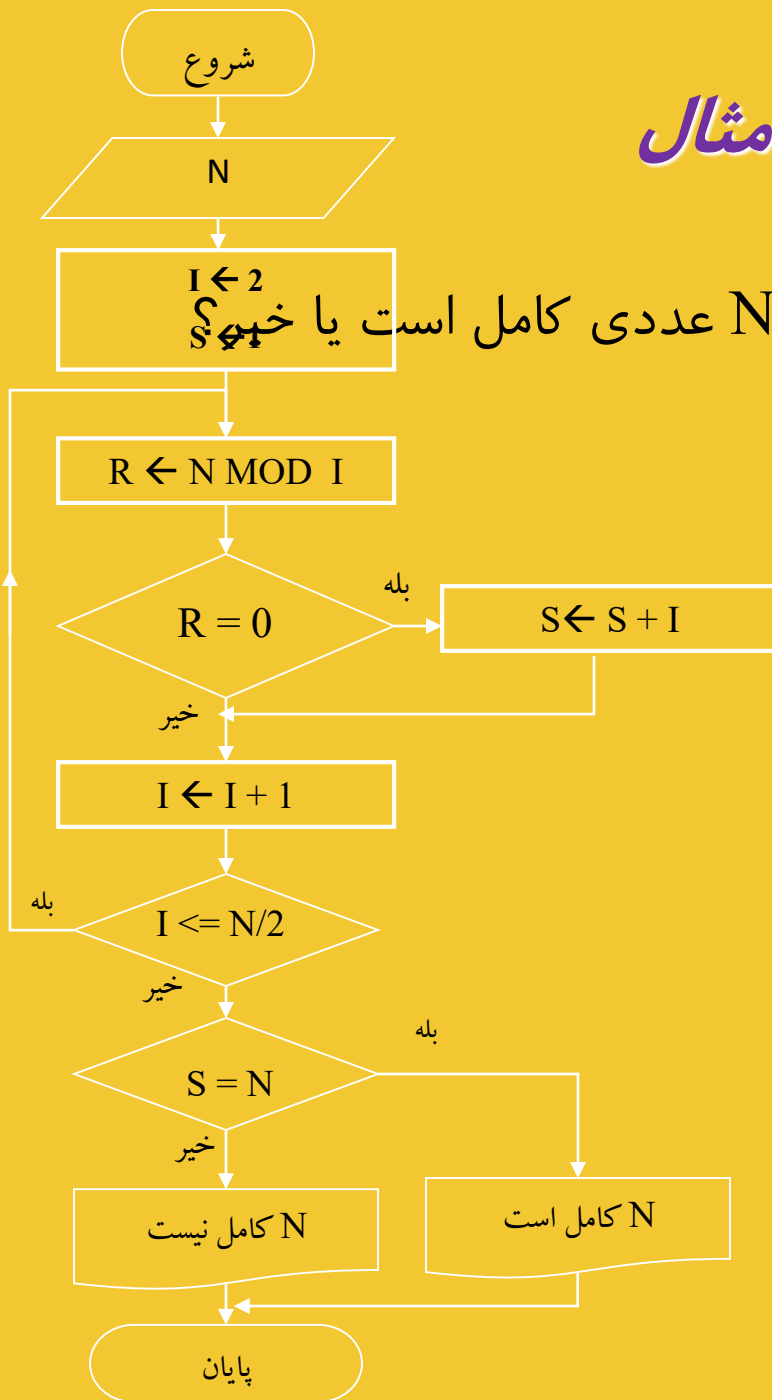 مثال
N عددی کامل است یا خیر؟
شروع
N
I ← 2
S ← 1
R ← N MOD I
R = 0
بله
S← S + I
خیر
I ← I + 1
I <= N/2
بله
خیر
S = N
بله
خیر
N کامل نیست
N کامل است
پایان